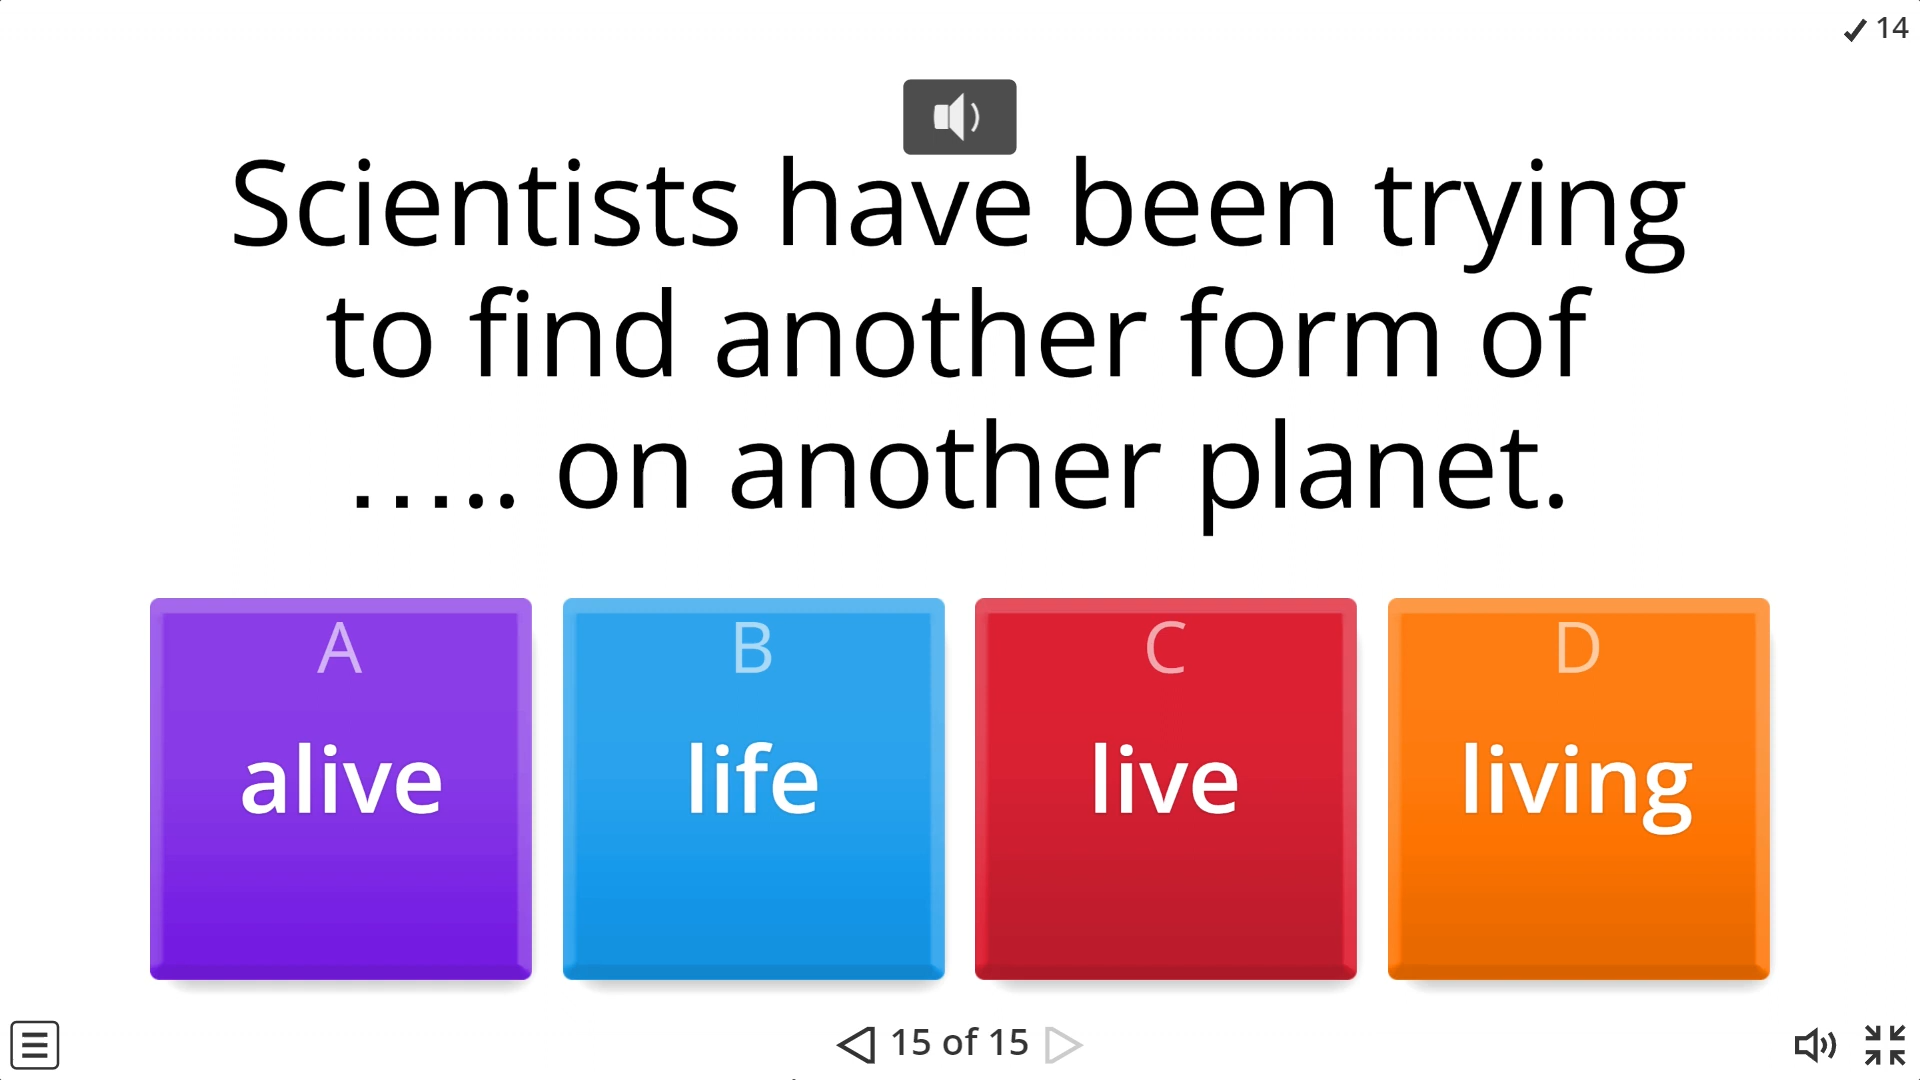 14
Scientists have been trying
to find another form of
….. on another planet.
A
alive
B
life
C
live
D
living
15 of 15